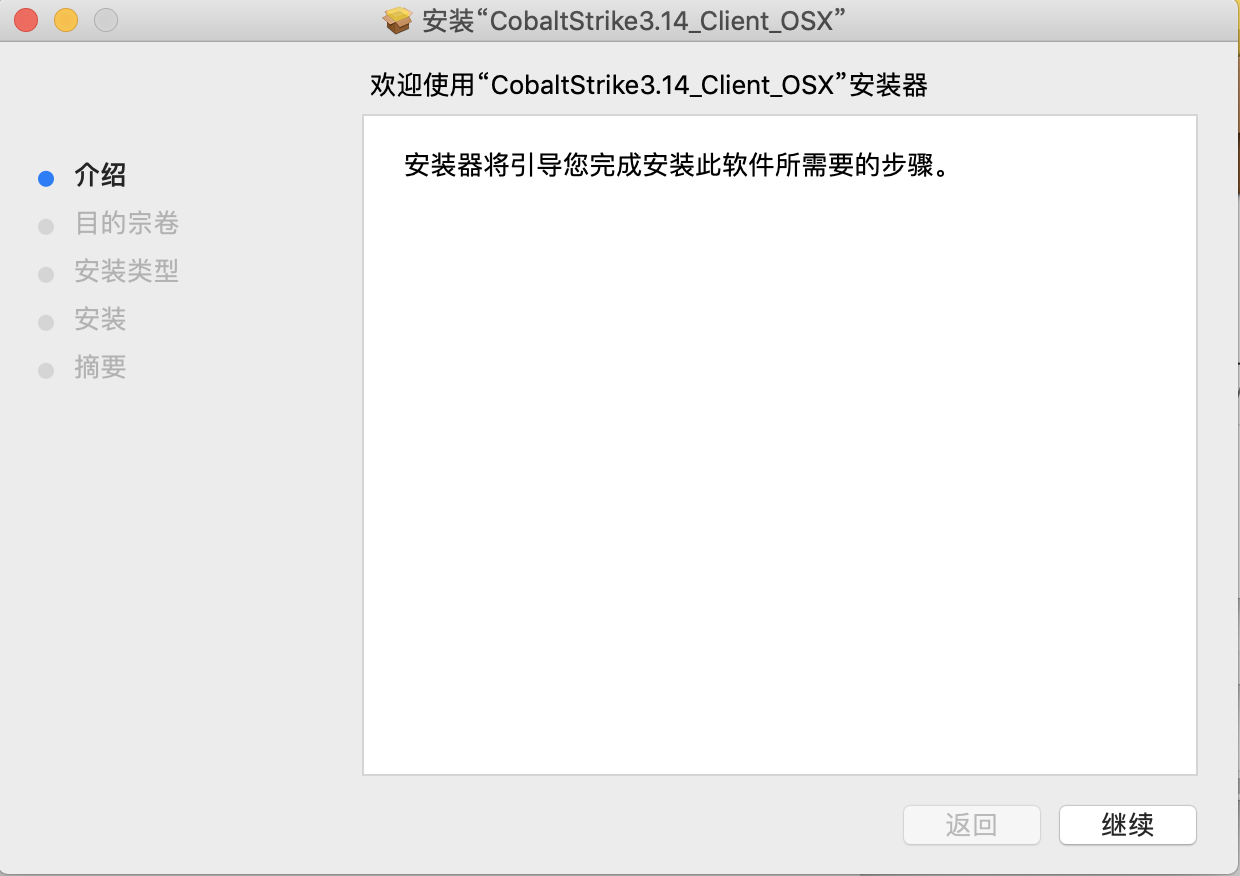 安装“CobaltStrike3.14_Client_OSX”
欢迎使用“CobaltStrike3.14_Client_OSX”安装器
安装器将引导您完成安装此软件所需要的步骤。
介绍
目的宗卷
安装类型
安装
摘要
返回
继续